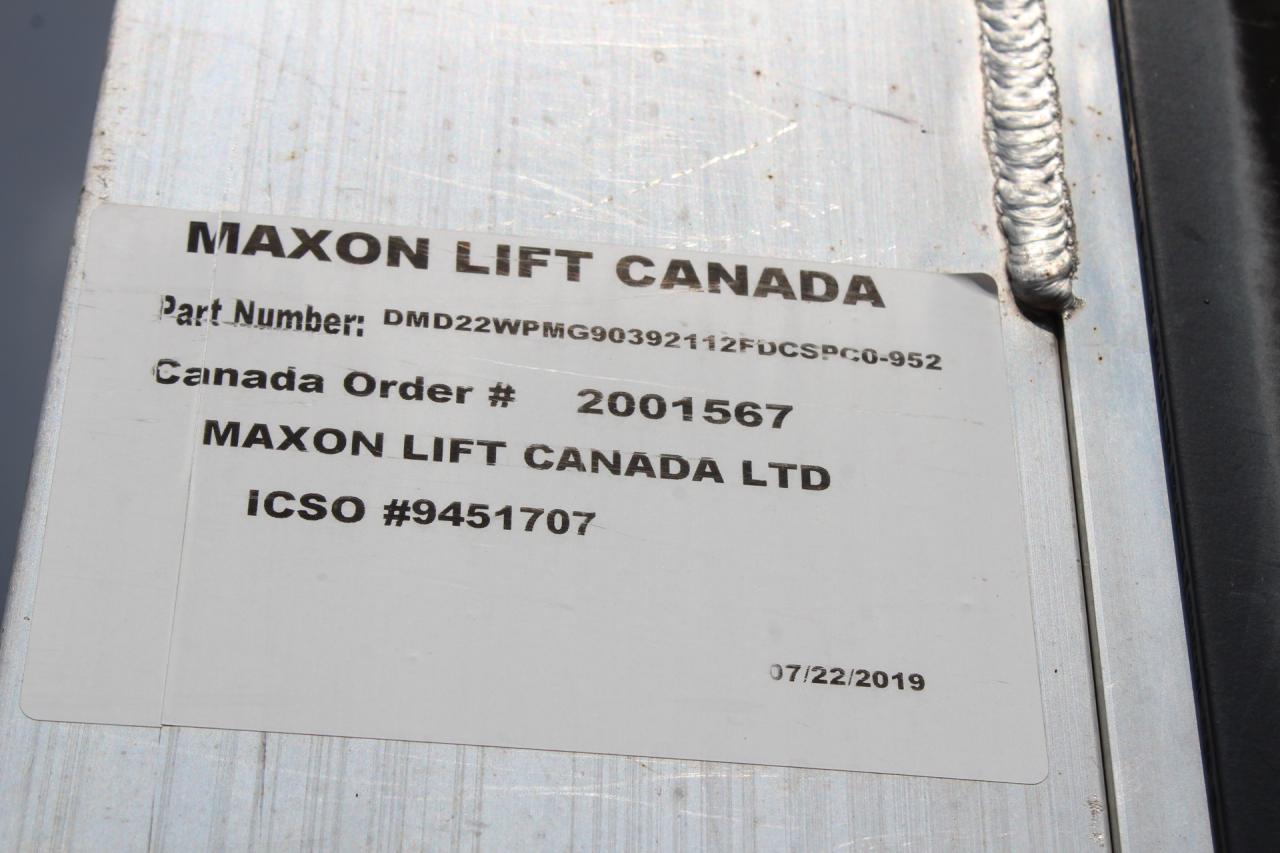 MAXON LIFT CANADA
Part Number: DMD22WPMG90392112FDCSPC0-952
Canada Order # 2001567
MAXON LIFT CANADA LTD
ICSO #9451707
07/22/2019